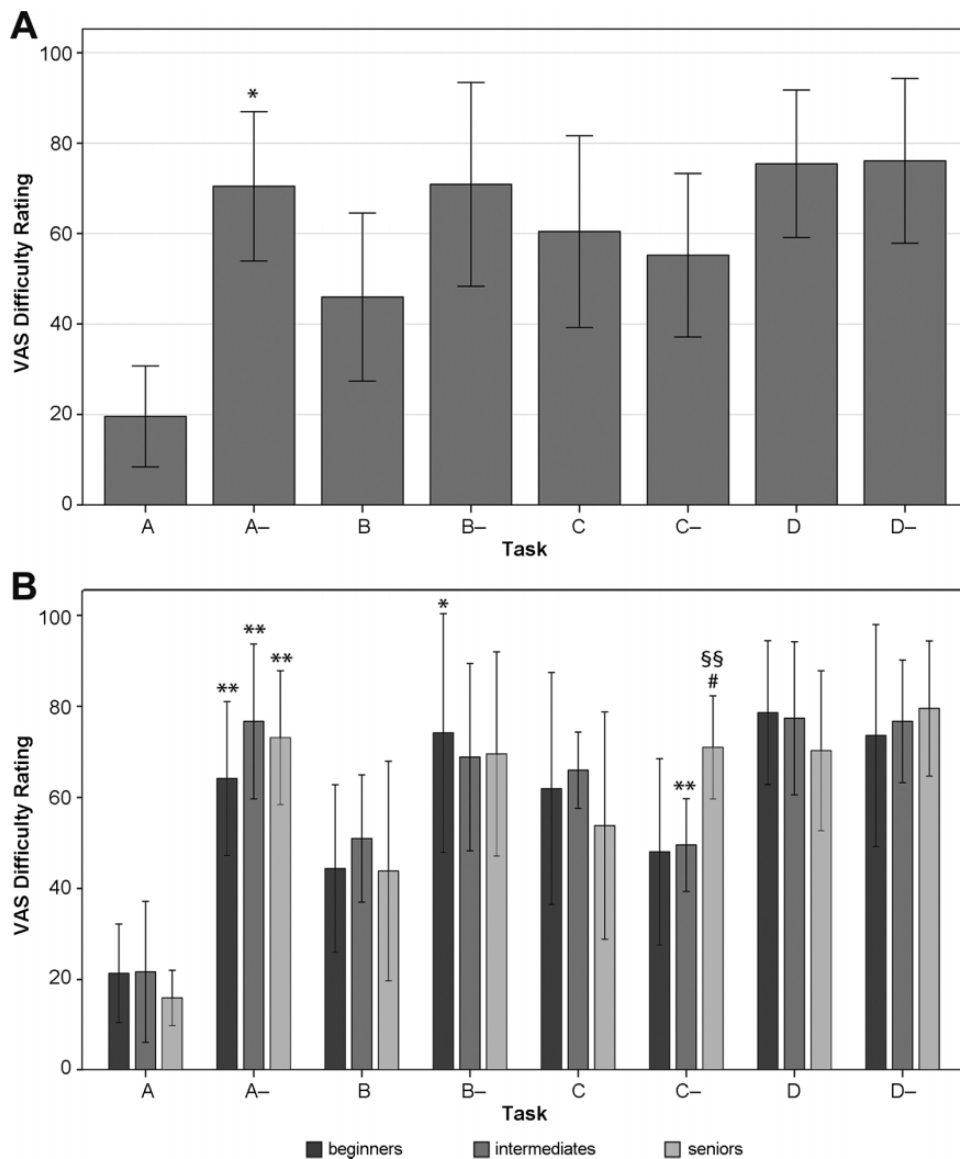 A
100
80
60
40
20
0
VAS Difficulty Rating
*
A A– B B– C C– D D–
Task
B
100
80
60
40
20
0
VAS Difficulty Rating
** ** ** * ** §§
#
A A– B B– C C– D D–
Task
beginners intermediates seniors